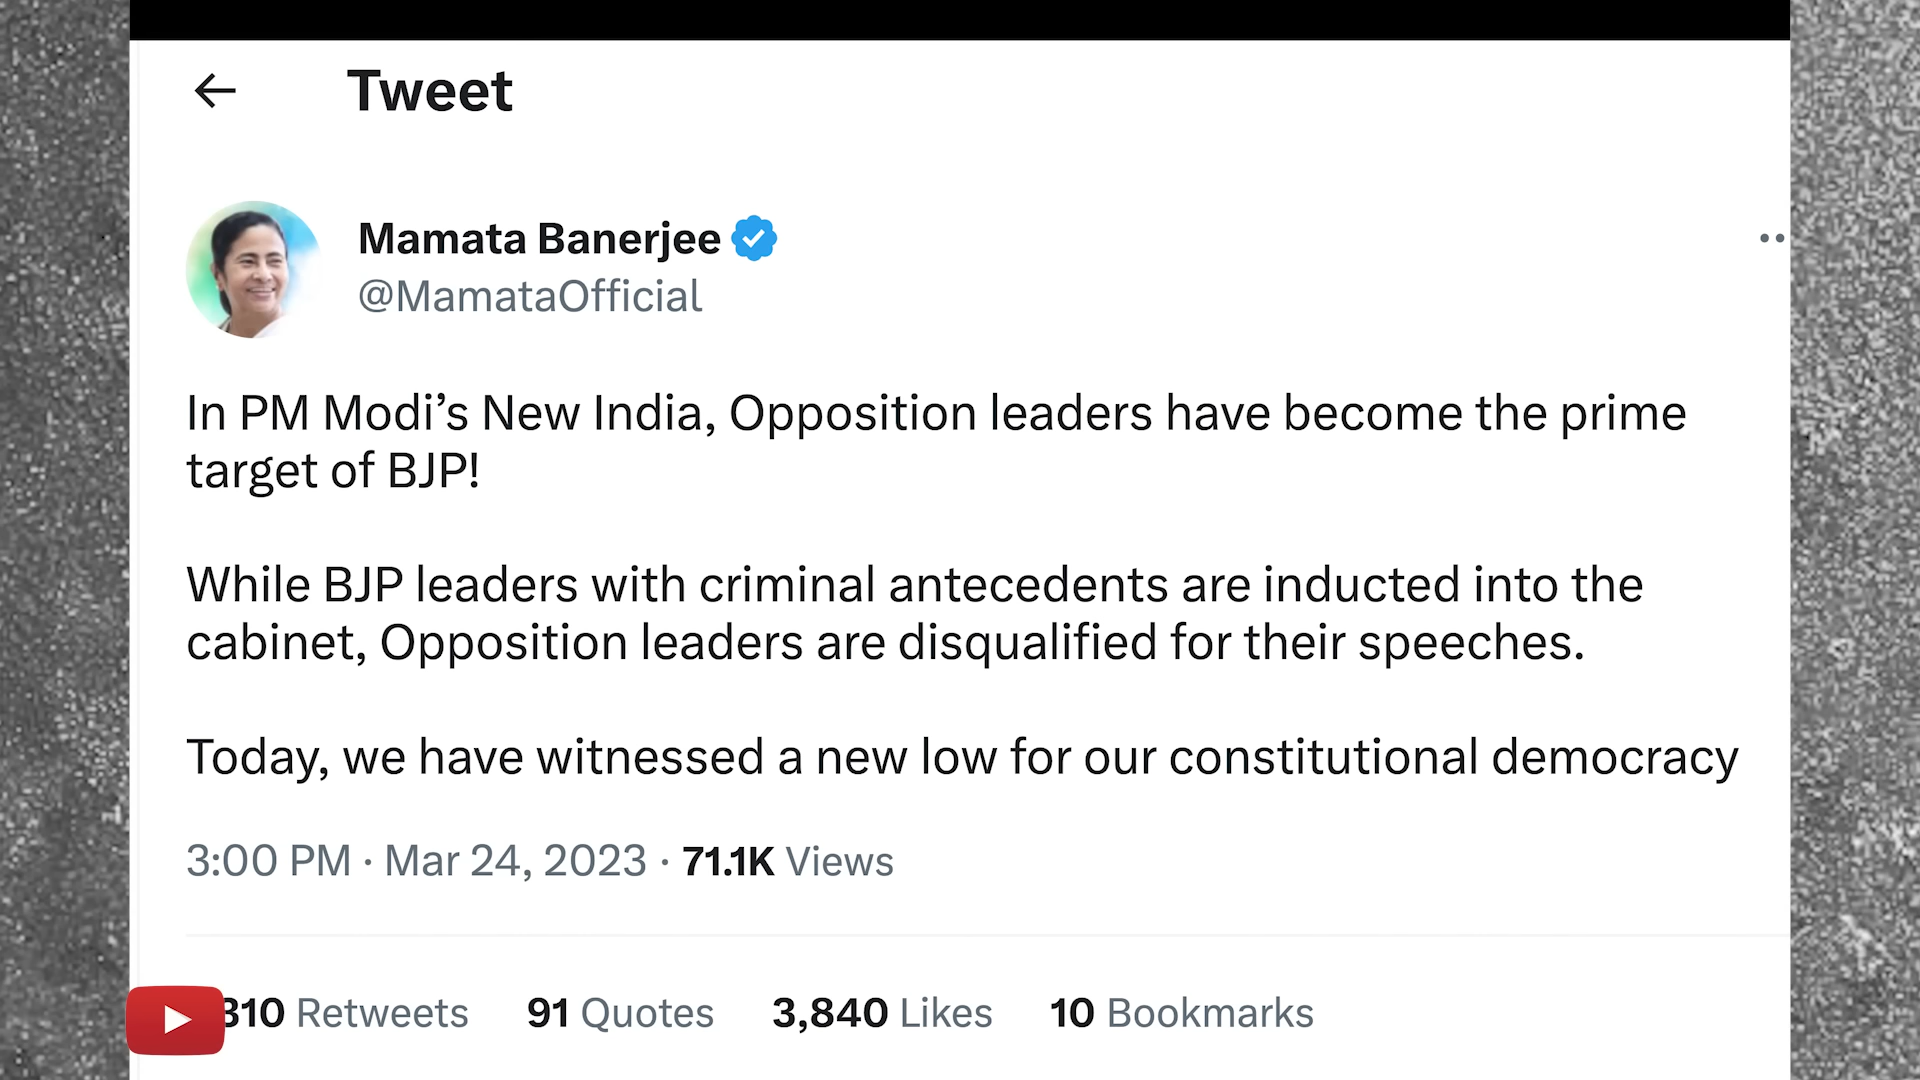 Tweet
Mamata Banerjee
@MamataOfficial
In PM Modi’s New India, Opposition leaders have become the prime
target of BJP!
While BJP leaders with criminal antecedents are inducted into the
cabinet, Opposition leaders are disqualified for their speeches.
Today, we have witnessed a new low for our constitutional democracy
3:00 PM · Mar 24, 2023 · 71.1K Views
Retweets 91 Quotes 3,840 Likes 10 Bookmarks